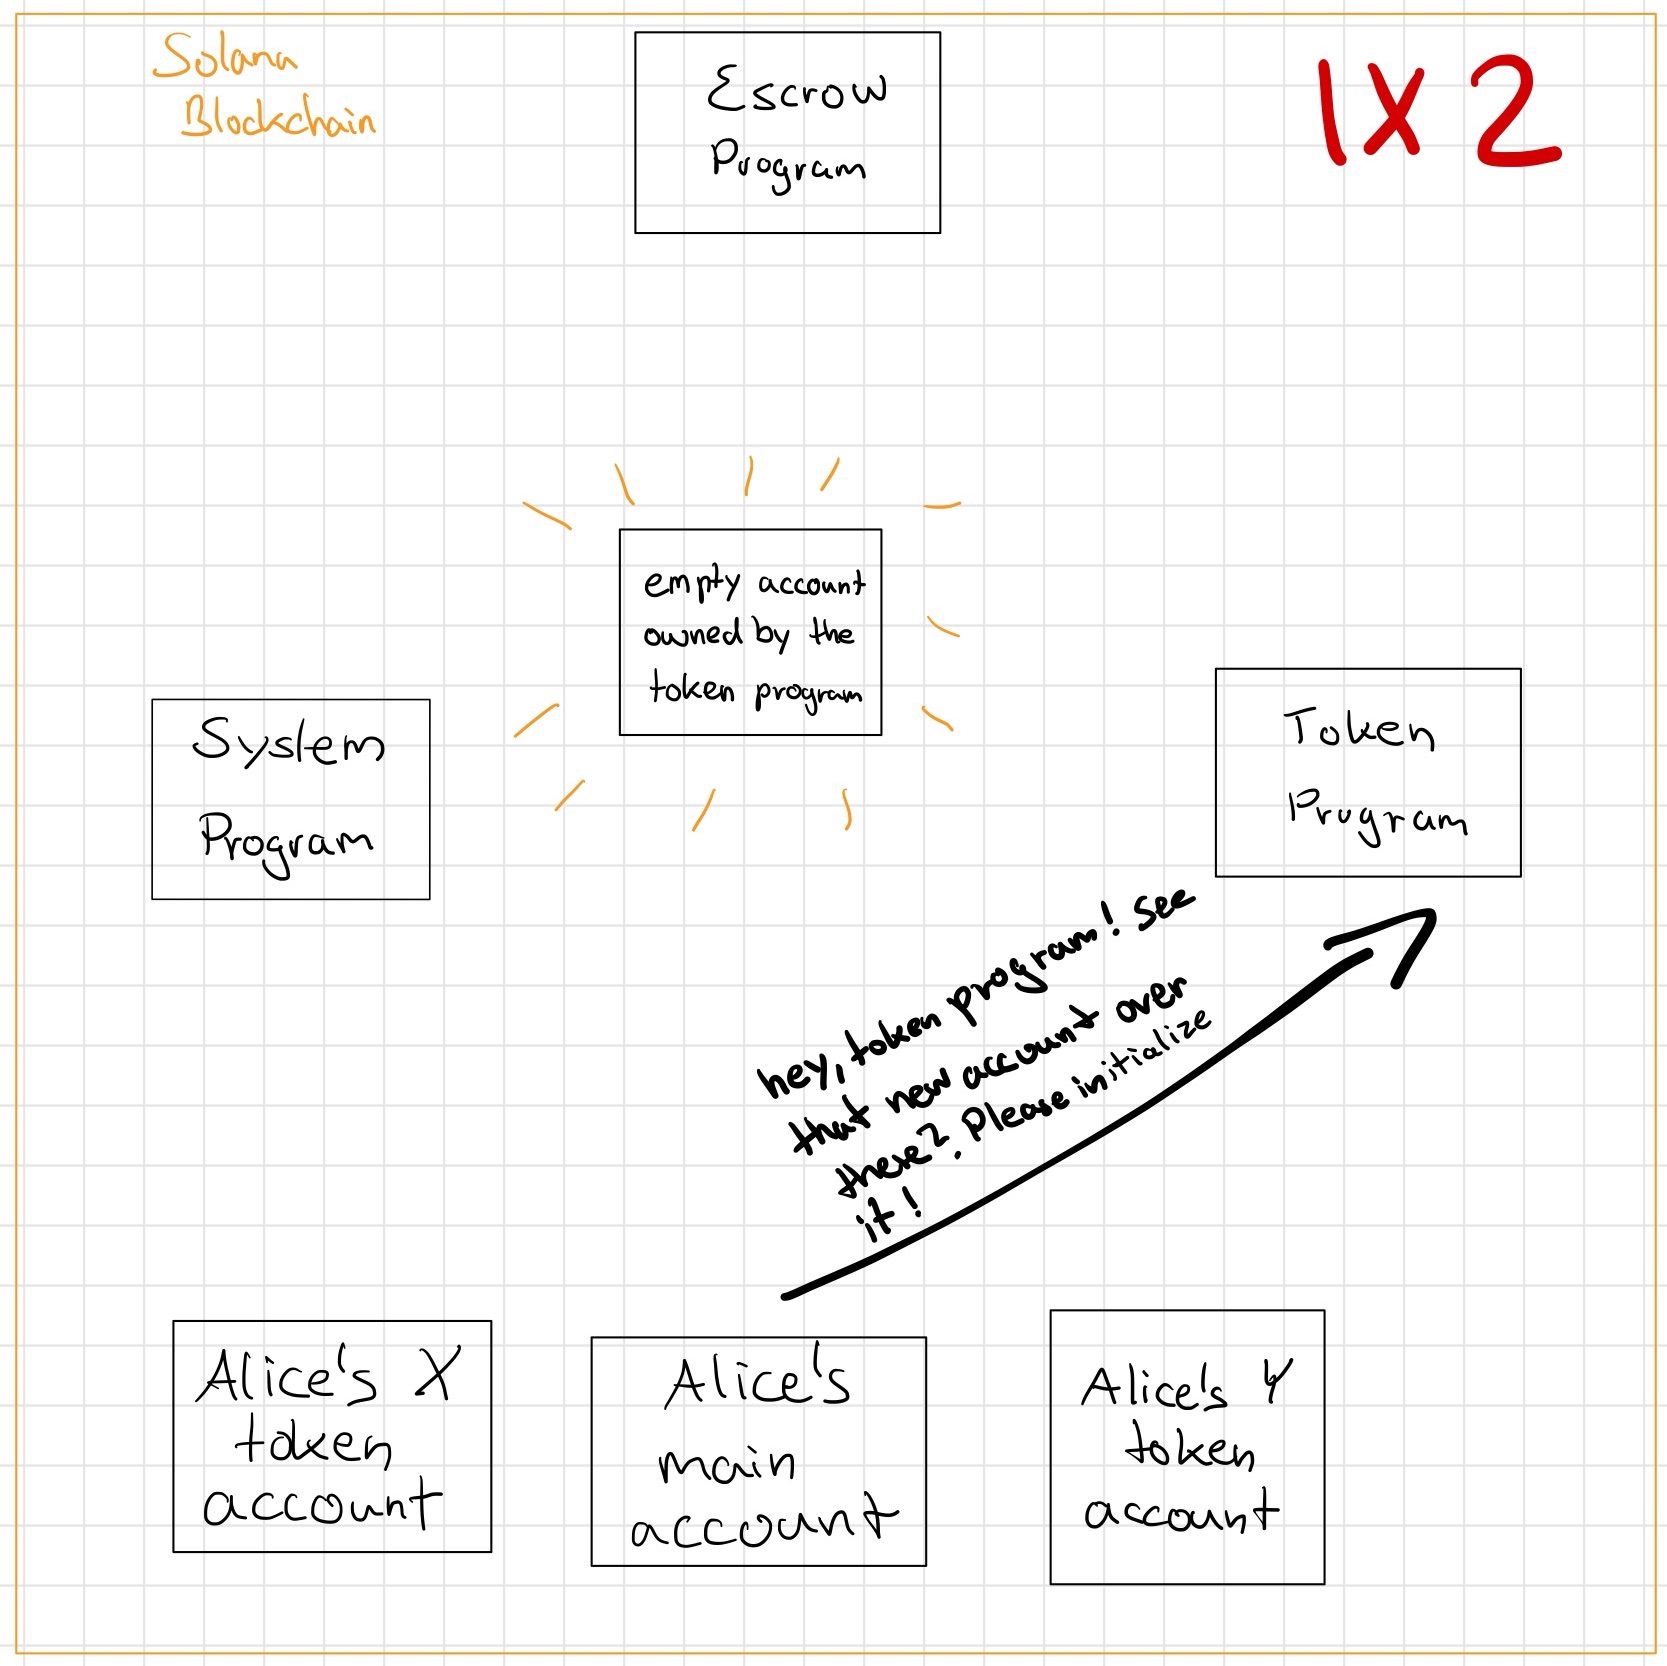 Solana
Blockchain
Escrow
Program
1X2
empty account
owned by the
token program
System
Program
Token
Program
hey, token program! see
that new account over
there? Please initialize
it!
Alice's X
token
account
Alice's
main
account
Alice's Y
token
account